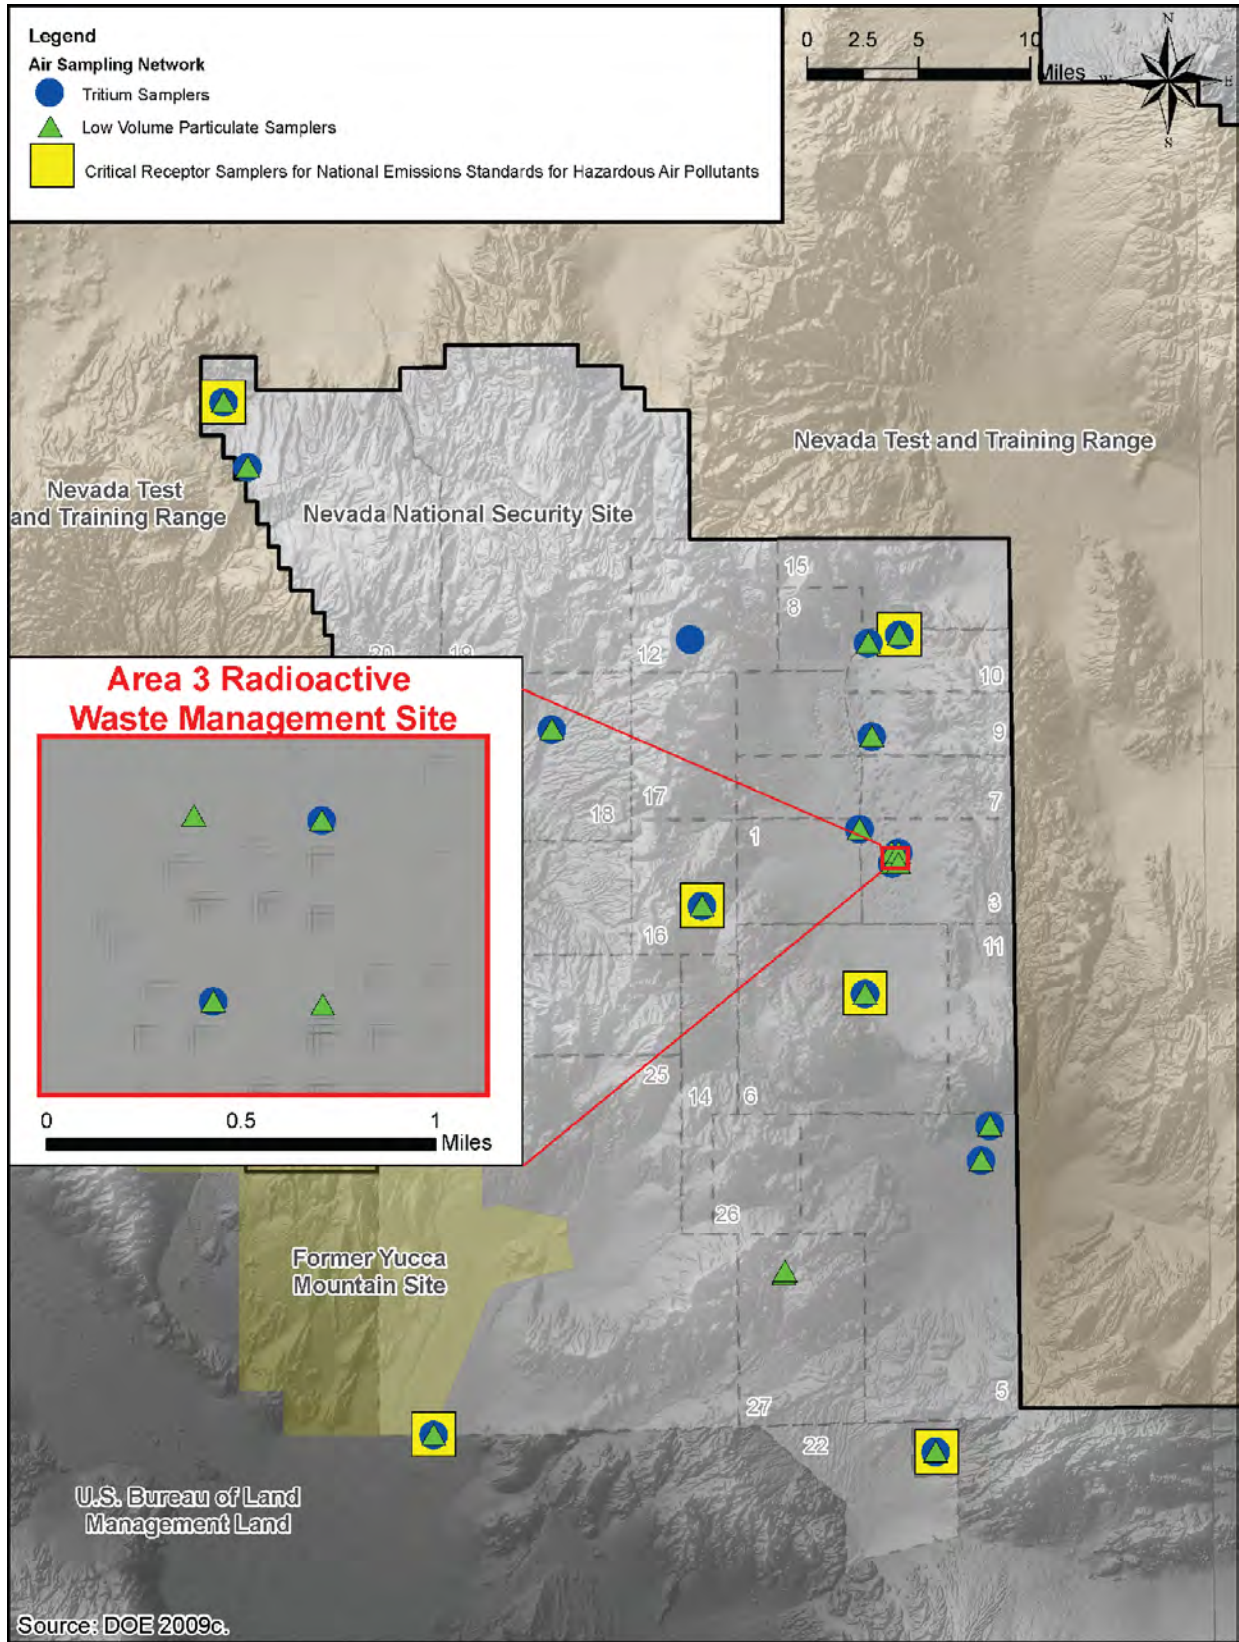 Legend
Air Sampling Network
Tritium Samplers
Low Volume Particulate Samplers
Critical Receptor Samplers for National Emissions Standards for Hazardous Air Pollutants
0 2.5 5 10
Miles
N
W E
S
Nevada Test and Training Range
Nevada Test
and Training Range
Nevada National Security Site
15
8
20 19
12
10
9
7
17
18
1
3
16
11
25
14
6
26
5
27
22
Area 3 Radioactive
Waste Management Site
0 0.5 1
Miles
Former Yucca
Mountain Site
U.S. Bureau of Land
Management Land
Source: DOE 2009c.